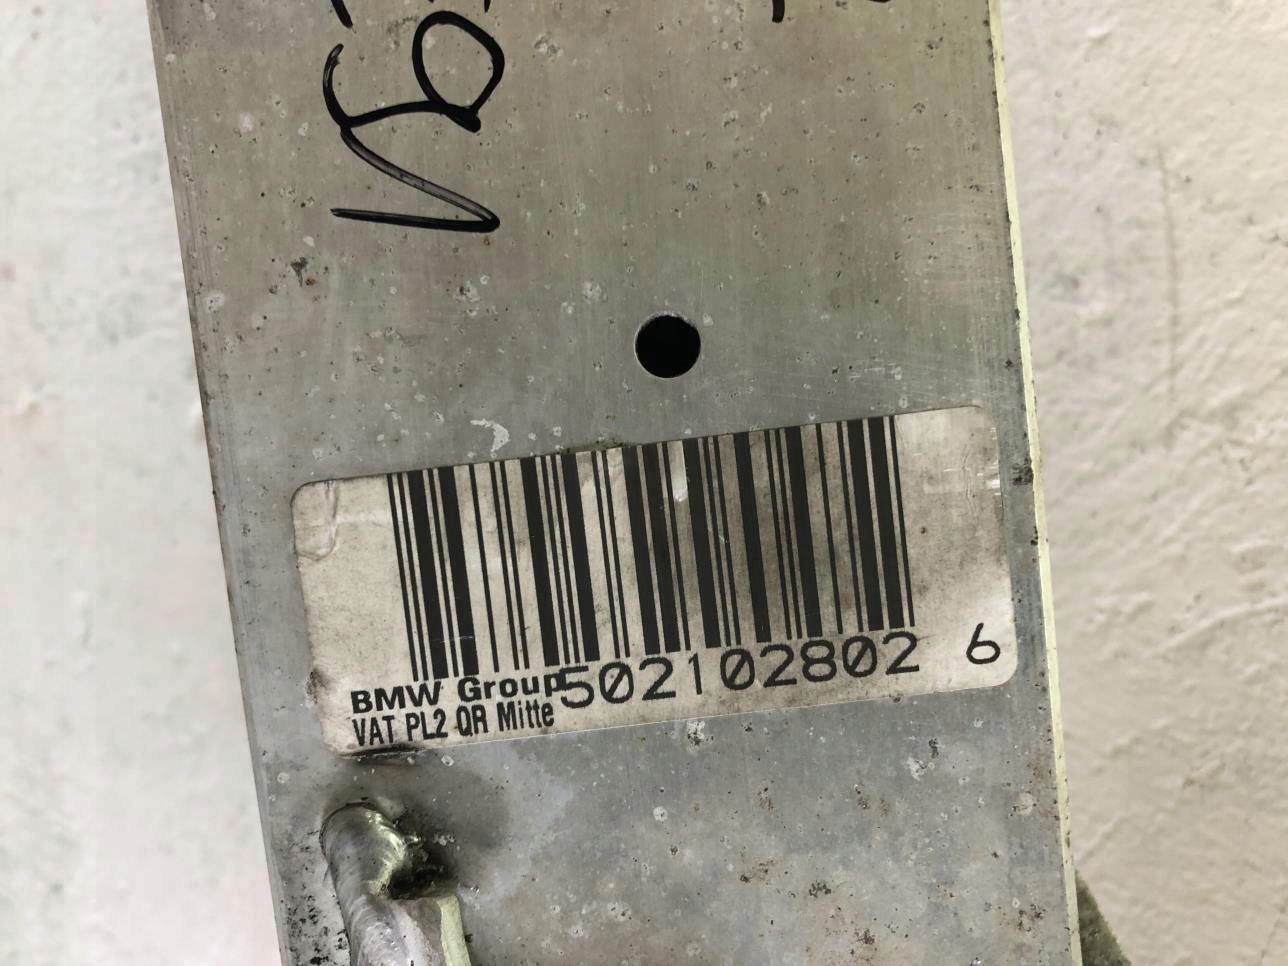 BMW Group 502102802 6
VAT PL2 QR Mitte